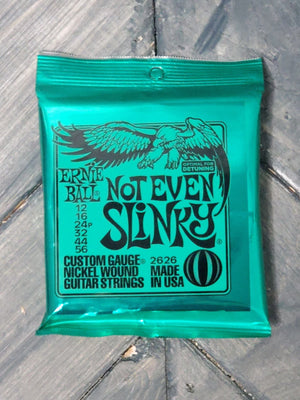 OPTIMAL FOR
DETUNING
ERNIE
BALL
NOT EVEN
SLINKY®
12
16
24P
32
44
56
CUSTOM GAUGE® 2626
NICKEL WOUND MADE
GUITAR STRINGS IN USA